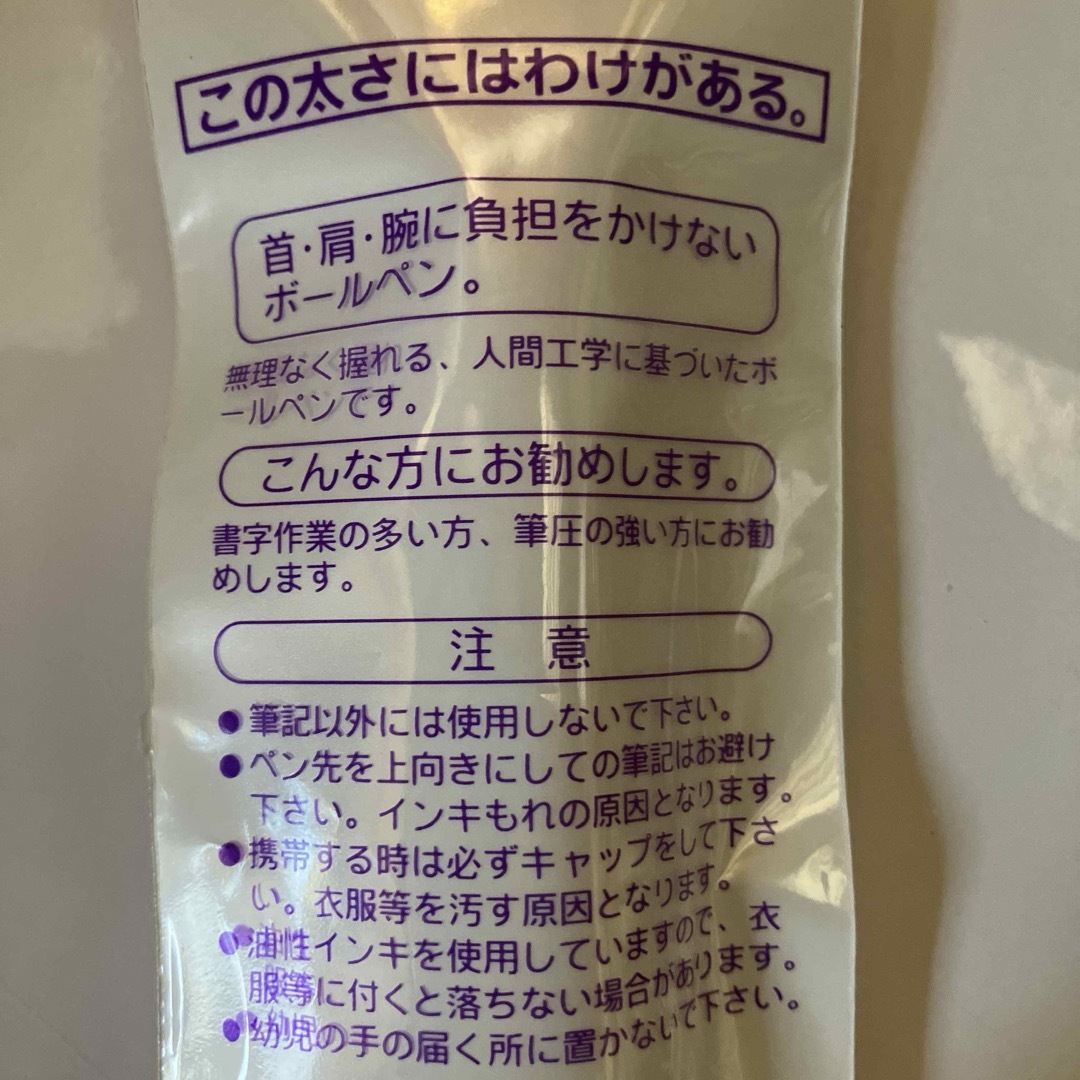 この太さにはわけがある。
首・肩・腕に負担をかけない
ボールペン。
無理なく握れる、人間工学に基づいたボ
ールペンです。
こんな方にお勧めします。
書字作業の多い方、筆圧の強い方にお勧
めします。
注　意
●筆記以外には使用しないで下さい。
●ペン先を上向きにしての筆記はお避け
下さい。インキもれの原因となります。
●携帯する時は必ずキャップをして下さ
い。衣服等を汚す原因となります。
●油性インキを使用していますので、衣
服等に付くと落ちない場合があります。
●幼児の手の届く所に置かないで下さい。